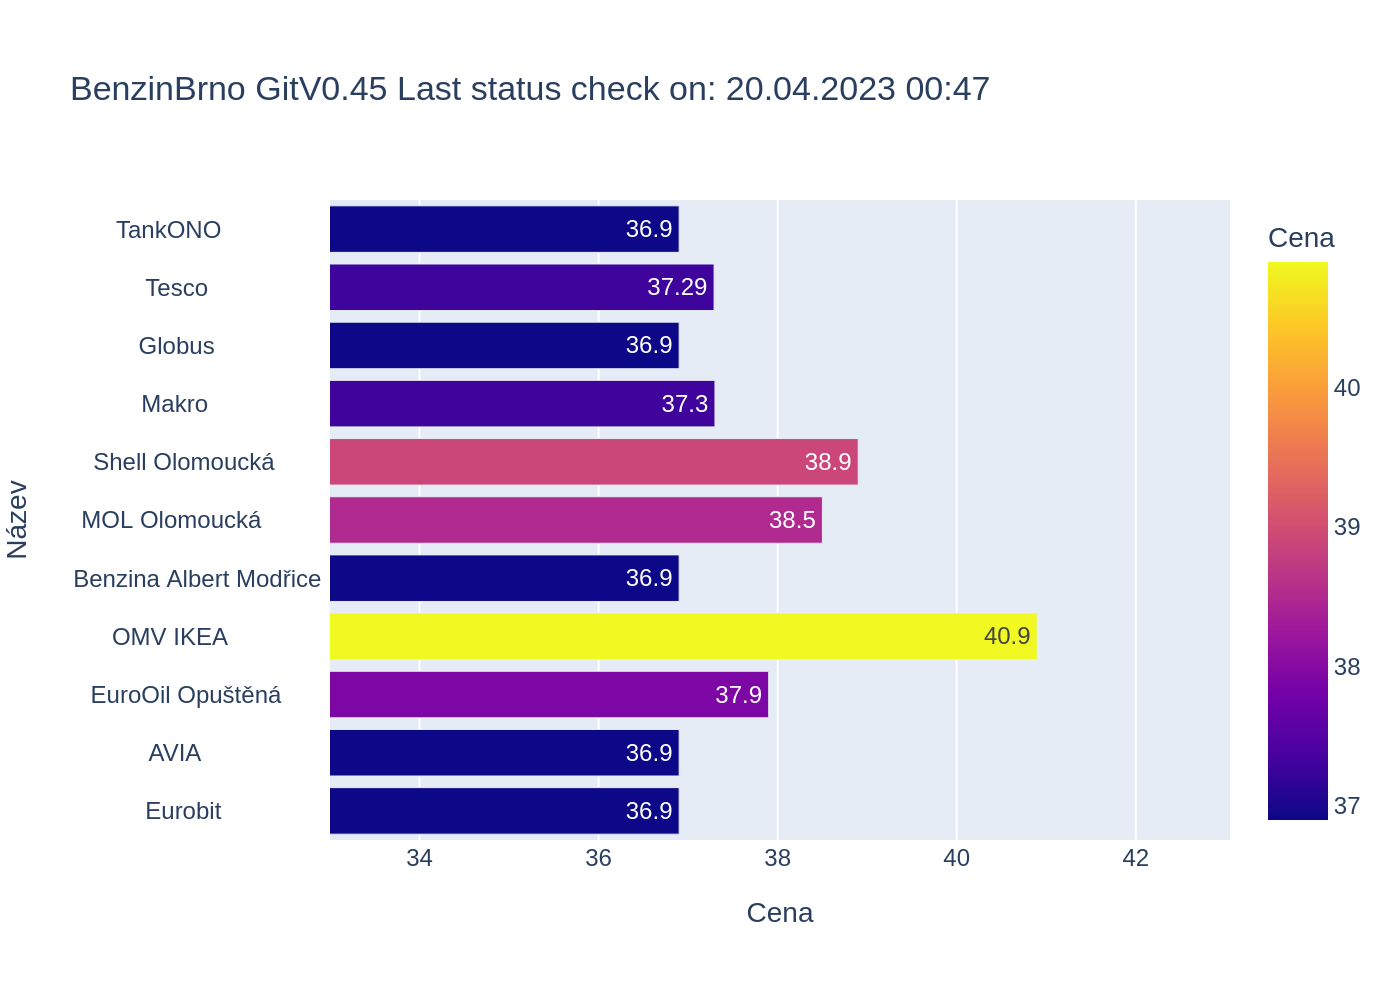 BenzinBrno GitV0.45 Last status check on: 20.04.2023 00:47
Název
TankONO 36.9
Tesco 37.29
Globus 36.9
Makro 37.3
Shell Olomoucká 38.9
MOL Olomoucká 38.5
Benzina Albert Modřice 36.9
OMV IKEA 40.9
EuroOil Opuštěná 37.9
AVIA 36.9
Eurobit 36.9
34 36 38 40 42
Cena
Cena
40
39
38
37